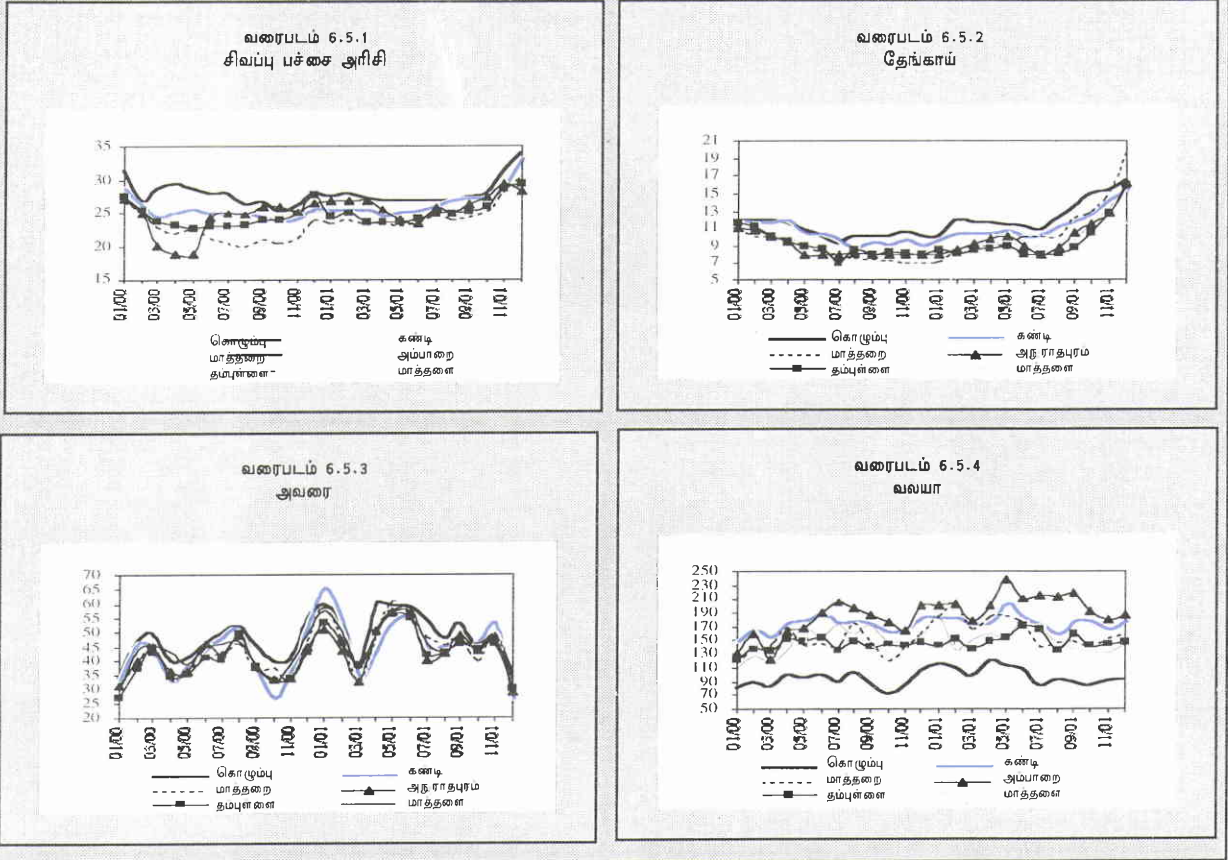 வரைபடம் 6.5.1
சிவப்பு பச்சை அரிசி
35
30
25
20
15
01/00
03/00
05/00
07/00
09/00
11/00
01/01
03/01
05/01
07/01
09/01
11/01
கொழும்பு
கண்டி
மாத்தறை
அம்பாறை
தம்புள்ளை
மாத்தளை
வரைபடம் 6.5.2
தேங்காய்
21
19
17
15
13
11
9
7
5
01/00
03/00
05/00
07/00
09/00
11/00
01/01
03/01
05/01
07/01
09/01
11/01
கொழும்பு
கண்டி
மாத்தறை
அநுராதபுரம்
தம்புள்ளை
மாத்தளை
வரைபடம் 6.5.3
அவரை
70
65
60
55
50
45
40
35
30
25
20
01/00
03/00
05/00
07/00
09/00
11/00
01/01
03/01
05/01
07/01
09/01
11/01
கொழும்பு
கண்டி
மாத்தறை
அநுராதபுரம்
தம்புள்ளை
மாத்தளை
வரைபடம் 6.5.4
வலயா
250
230
210
190
170
150
130
110
90
70
50
01/00
03/00
05/00
07/00
09/00
11/00
01/01
03/01
05/01
07/01
09/01
11/01
கொழும்பு
கண்டி
மாத்தறை
அம்பாறை
தம்புள்ளை
மாத்தளை